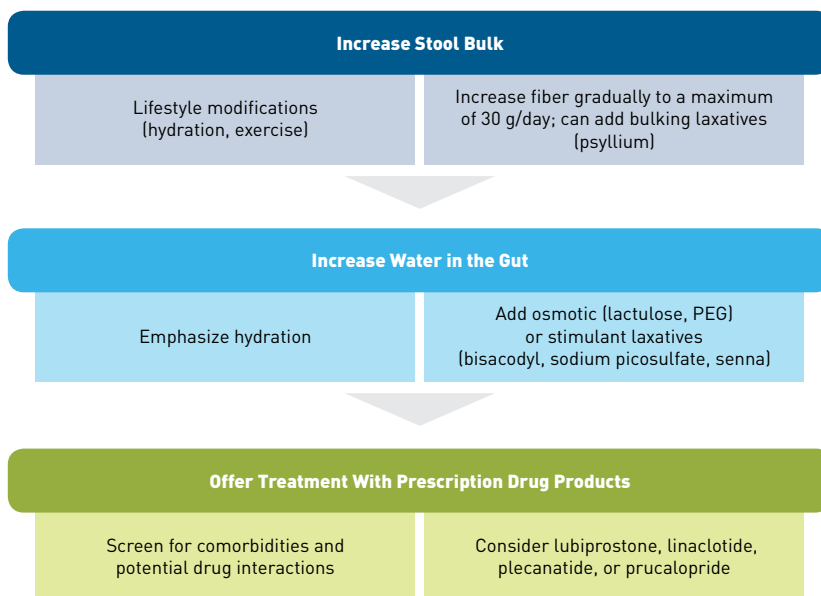 Increase Stool Bulk
Lifestyle modifications
(hydration, exercise)
Increase fiber gradually to a maximum
of 30 g/day; can add bulking laxatives
(psyllium)
Increase Water in the Gut
Emphasize hydration
Add osmotic (lactulose, PEG)
or stimulant laxatives
(bisacodyl, sodium picosulfate, senna)
Offer Treatment With Prescription Drug Products
Screen for comorbidities and
potential drug interactions
Consider lubiprostone, linaclotide,
plecanatide, or prucalopride